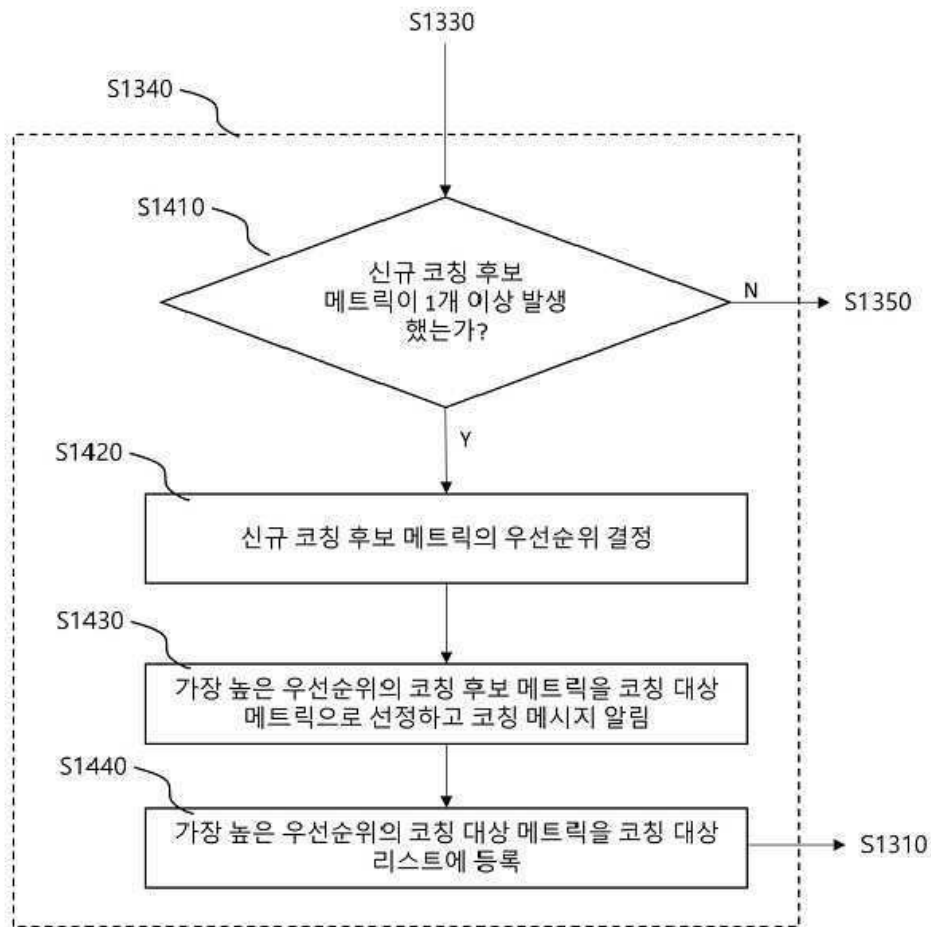 S1330
S1340
S1410
신규 코칭 후보
메트릭이 1개 이상 발생
했는가?
N
S1350
Y
S1420
신규 코칭 후보 메트릭의 우선순위 결정
S1430
가장 높은 우선순위의 코칭 후보 메트릭을 코칭 대상
메트릭으로 선정하고 코칭 메시지 알림
S1440
가장 높은 우선순위의 코칭 대상 메트릭을 코칭 대상
리스트에 등록
S1310